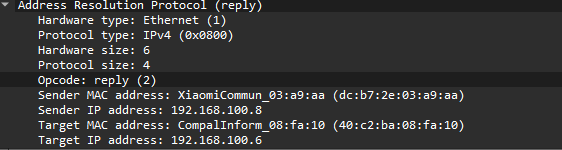 Address Resolution Protocol (reply)
Hardware type: Ethernet (1)
Protocol type: IPv4 (0x0800)
Hardware size: 6
Protocol size: 4
Opcode: reply (2)
Sender MAC address: XiaomiCommun_03:a9:aa (dc:b7:2e:03:a9:aa)
Sender IP address: 192.168.100.8
Target MAC address: CompalInform_08:fa:10 (40:c2:ba:08:fa:10)
Target IP address: 192.168.100.6